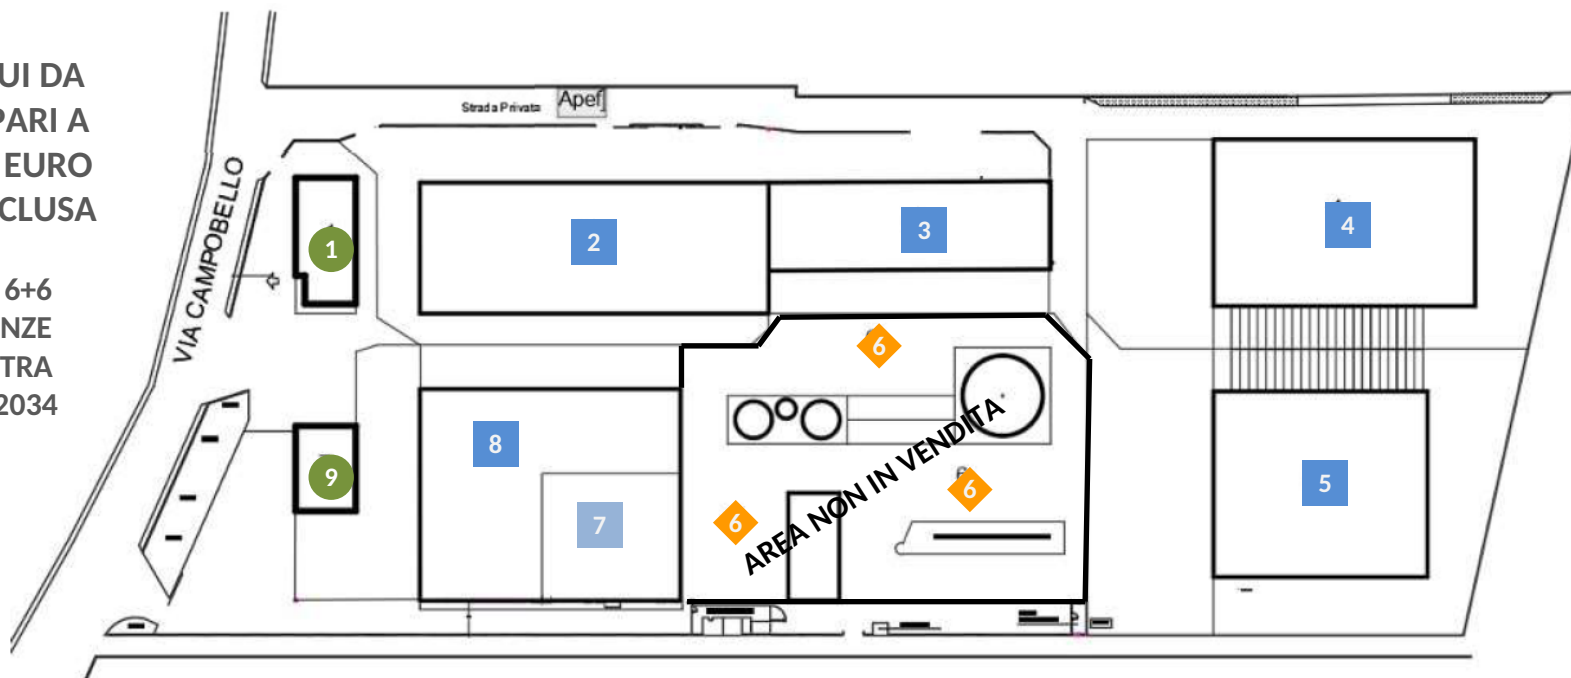 UI DA
PARI A
EURO
CLUSA
6+6
NZE
TRA
2034
Strada Privata
Apef
VIA CAMPOBELLO
1
2
3
4
6
8
9
7
6
6
5
AREA NON IN VENDITA